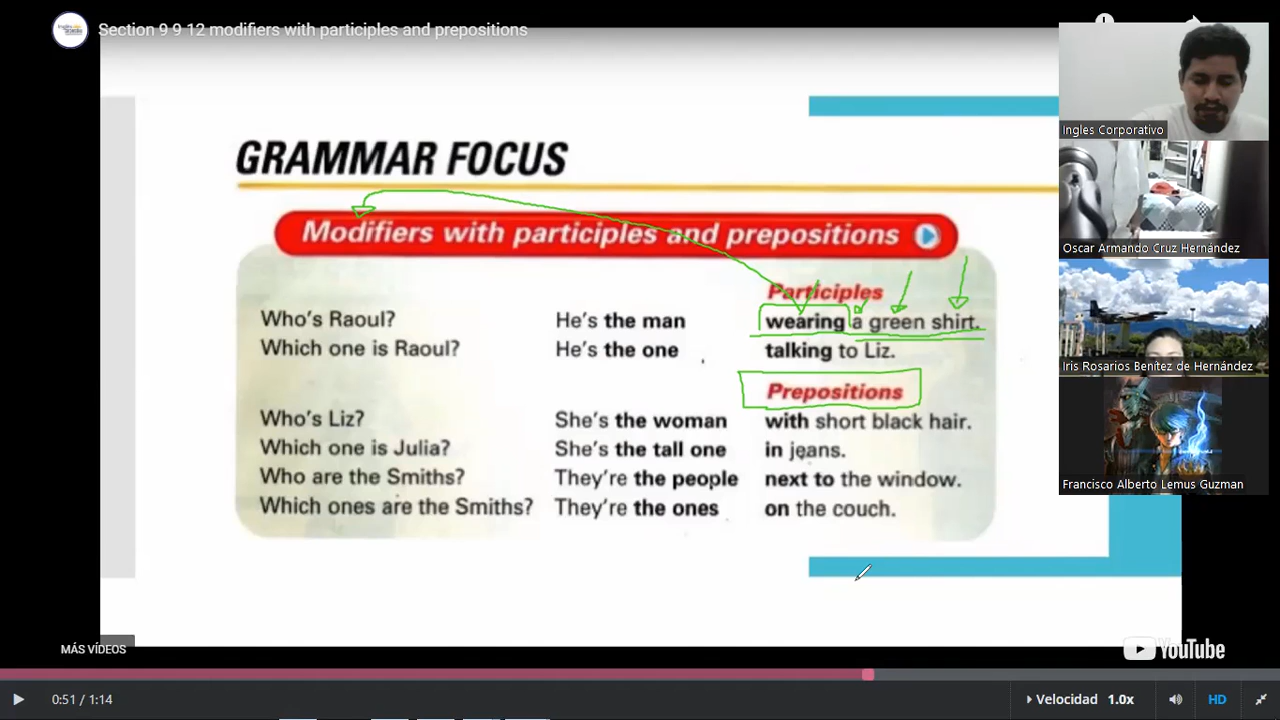 Section 9 9 12 modifiers with participles and prepositions
GRAMMAR FOCUS
Modifiers with participles and prepositions
Participles
Who's Raoul? He's the man wearing a green shirt.
Which one is Raoul? He's the one talking to Liz.
Prepositions
Who's Liz? She's the woman with short black hair.
Which one is Julia? She's the tall one in jeans.
Who are the Smiths? They're the people next to the window.
Which ones are the Smiths? They're the ones on the couch.
Ingles Corporativo
Oscar Armando Cruz Hernández
Iris Rosarios Benítez de Hernández
Francisco Alberto Lemus Guzman
MÁS VÍDEOS
YouTube
0:51 / 1:14
Velocidad 1.0x
HD